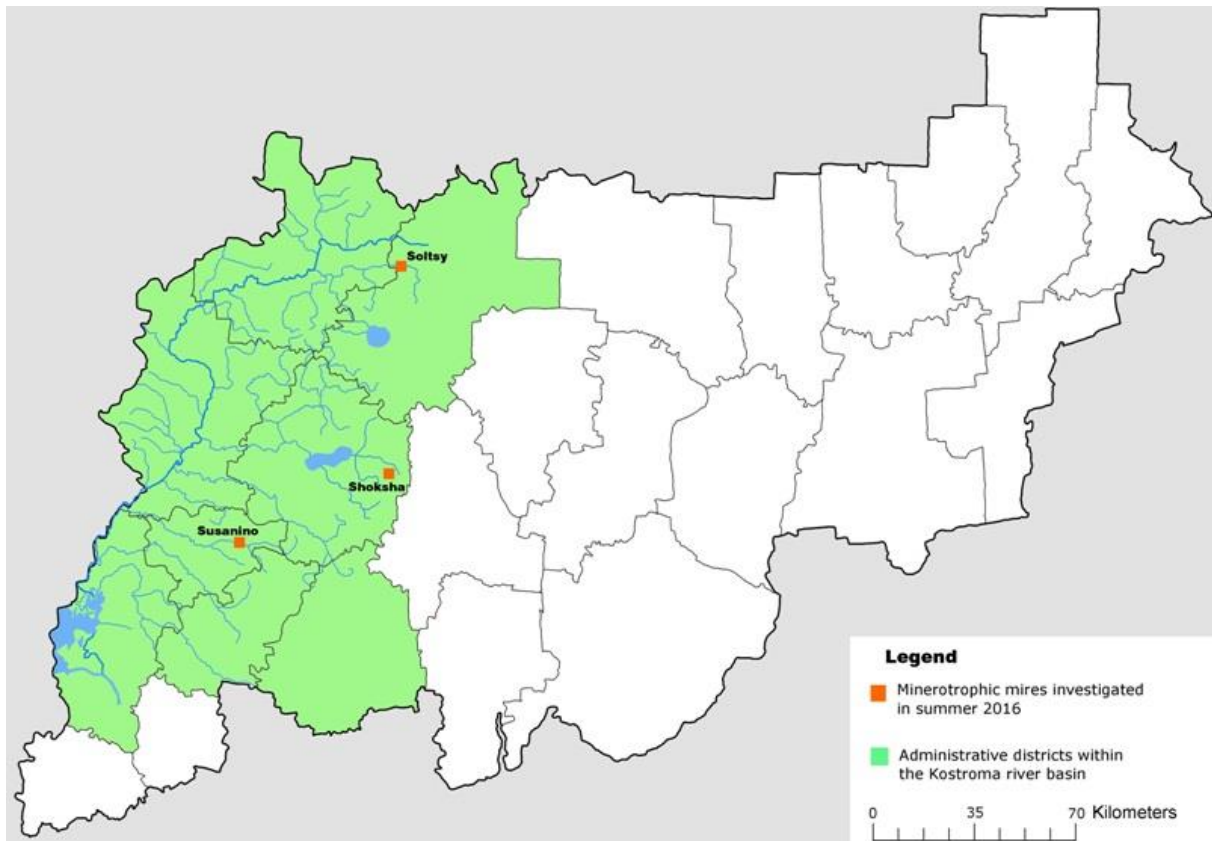 Soltsy
Shoksha
Susanino
Legend
Minerotrophic mires investigated
in summer 2016
Administrative districts within
the Kostroma river basin
0 35 70 Kilometers